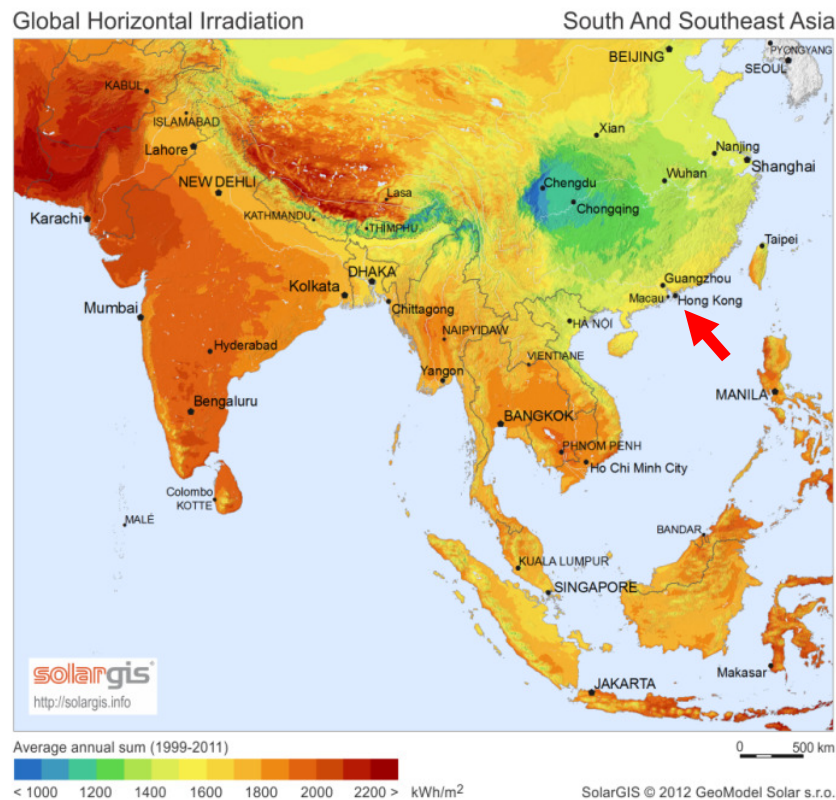 Global Horizontal Irradiation
South And Southeast Asia
BEIJING
PYONGYANG
SEOUL
KABUL
ISLAMABAD
Lahore
Xian
Nanjing
Shanghai
NEW DEHLI
Lasa
Chengdu
Wuhan
Chongqing
Karachi
KATHMANDU
THIMPHU
Taipei
DHAKA
Kolkata
Guangzhou
Macau
Hong Kong
Mumbai
Chittagong
HÀ NỘI
NAIPYIDAW
Hyderabad
VIENTIANE
Yangon
MANILA
Bengaluru
BANGKOK
PHNOM PENH
Ho Chi Minh City
Colombo
KOTTE
MALÉ
BANDAR
KUALA LUMPUR
SINGAPORE
Makasar
JAKARTA
solargis
http://solargis.info
Average annual sum (1999-2011)
0 500 km
< 1000 1200 1400 1600 1800 2000 2200 > kWh/m²
SolarGIS © 2012 GeoModel Solar s.r.o.